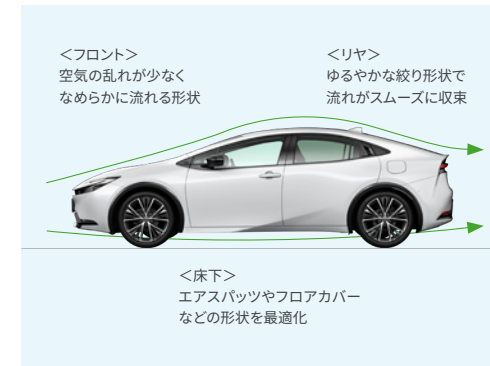 ＜フロント＞
空気の乱れが少なく
なめらかに流れる形状
＜リヤ＞
ゆるやかな絞り形状で
流れがスムーズに収束
＜床下＞
エアスパッツやフロアカバー
などの形状を最適化